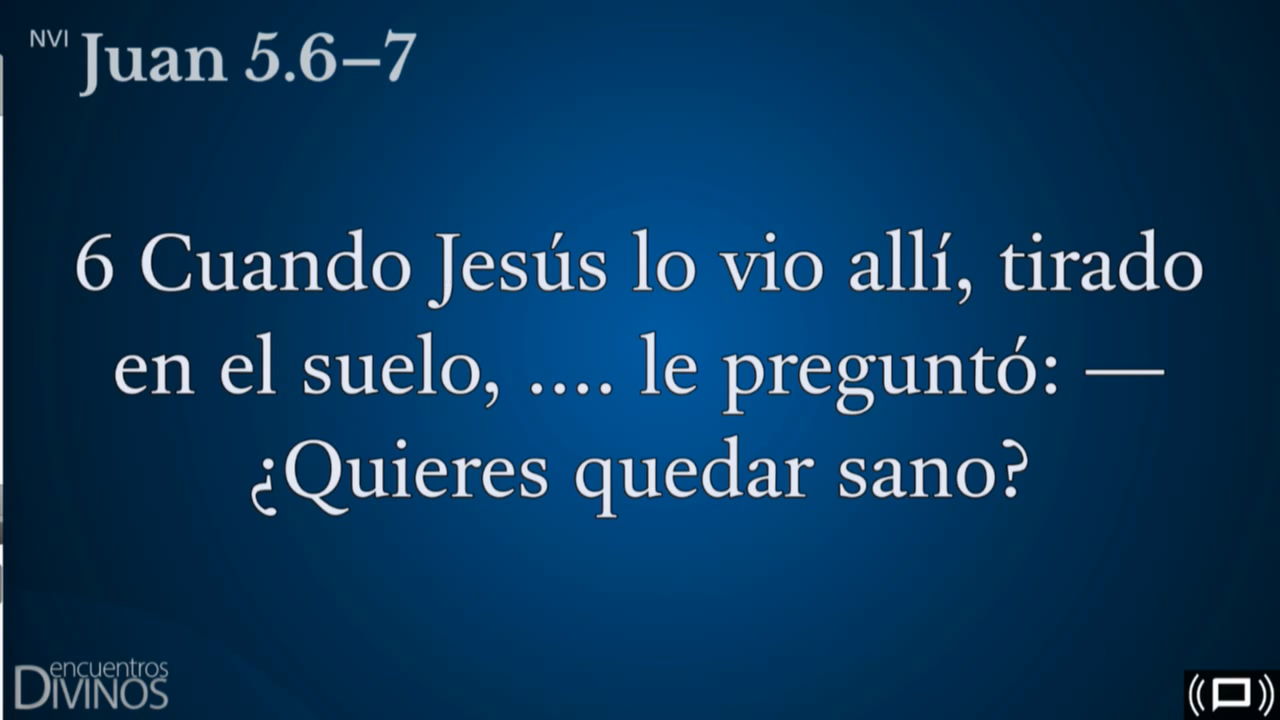 NVI Juan 5.6–7
6 Cuando Jesús lo vio allí, tirado
en el suelo, .... le preguntó: —
¿Quieres quedar sano?
encuentros
DIVINOS